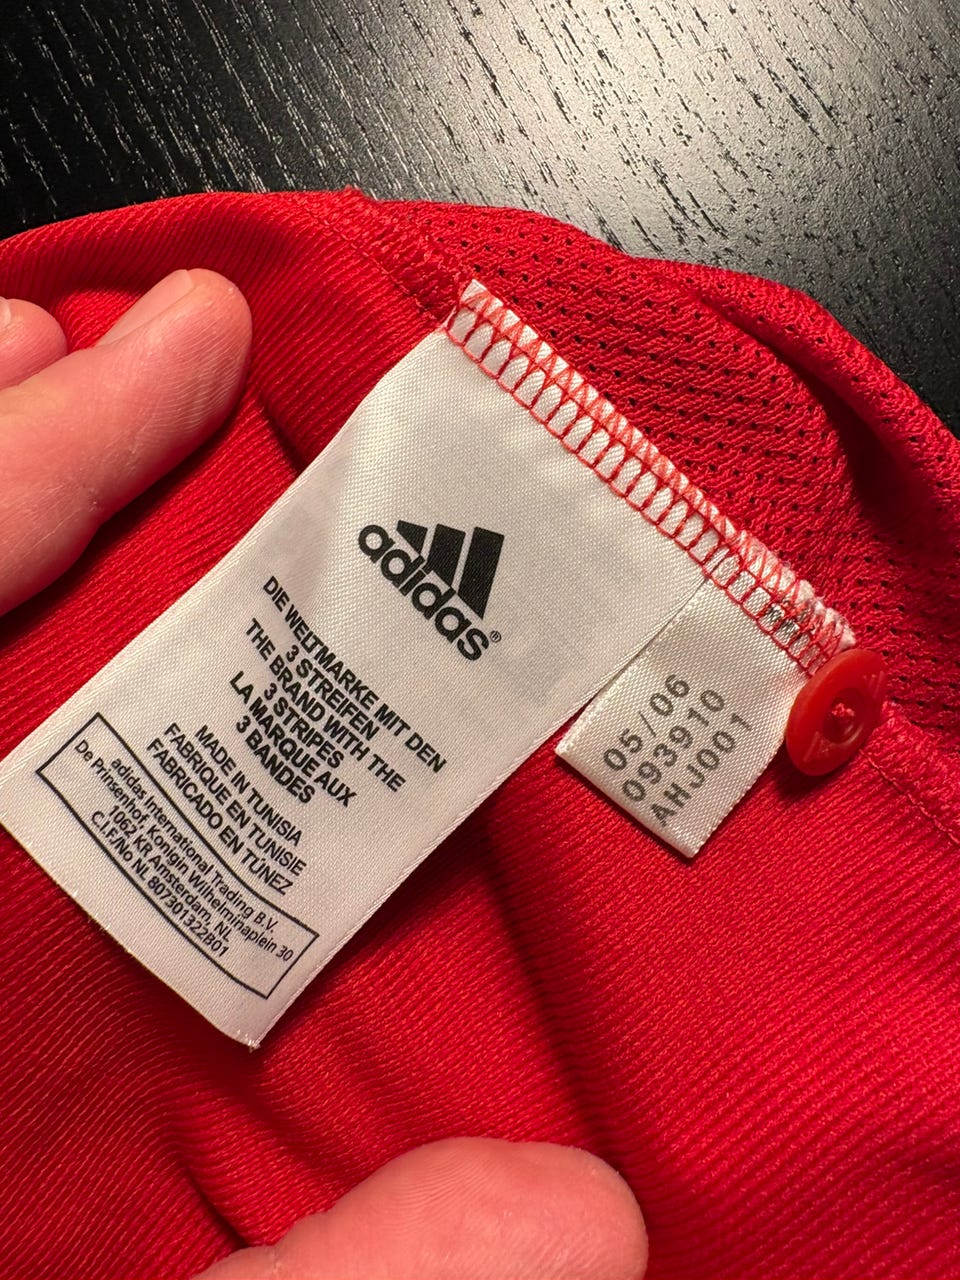 adidas®
DIE WELTMARKE MIT DEN
3 STREIFEN
THE BRAND WITH THE
3 STRIPES
LA MARQUE AUX
3 BANDES
MADE IN TUNISIA
FABRIQUE EN TUNISIE
FABRICADO EN TÚNEZ
adidas International Trading B.V.
De Prinsenhof, Konigin Wilhelminaplein 30
1062/KR Amsterdam, NL
C.I.F/No NL 807301322B01
05/06
093910
AHJ001